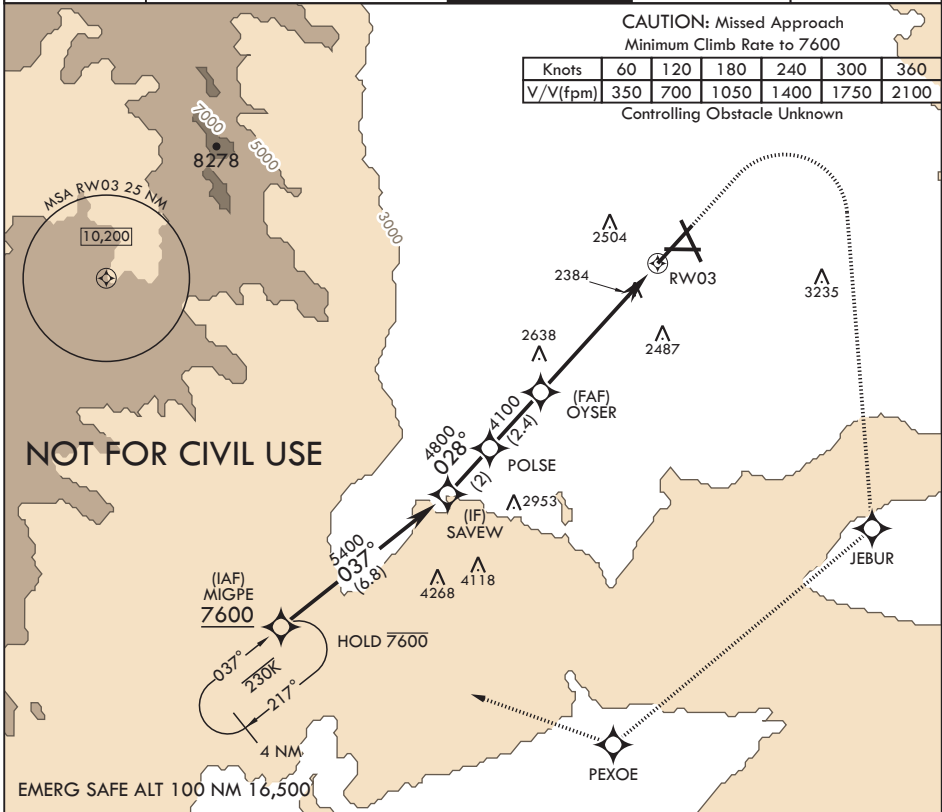 CAUTION: Missed Approach
Minimum Climb Rate to 7600
Knots 60 120 180 240 300 360
V/V(fpm) 350 700 1050 1400 1750 2100
Controlling Obstacle Unknown
7000
5000
8278
MSA RW03 25 NM
10,200
3000
2504
RW03
2384
3235
2638
2487
(FAF)
OYSER
4100
(2.4)
NOT FOR CIVIL USE
4800
028°
(2)
POLSE
2953
(IF)
SAVEW
5400
037°
(6.8)
JEBUR
4268
4118
(IAF)
MIGPE
7600
HOLD 7600
037°
230K
217°
4 NM
PEXOE
EMERG SAFE ALT 100 NM 16,500